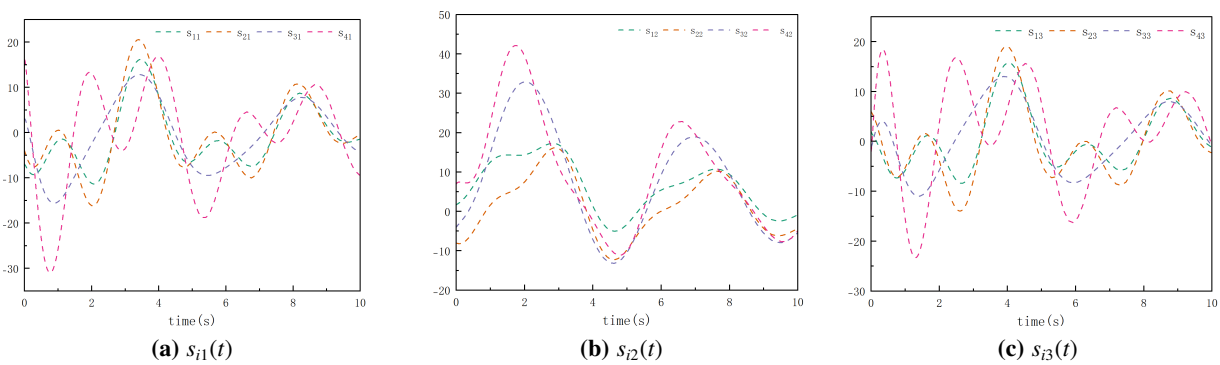 s₁₁ s₂₁ s₃₁ s₄₁
20
10
0
-10
-20
-30
0 2 4 6 8 10
time(s)
(a) sᵢ₁(t)
s₁₂ s₂₂ s₃₂ s₄₂
50
40
30
20
10
0
-10
-20
0 2 4 6 8 10
time(s)
(b) sᵢ₂(t)
s₁₃ s₂₃ s₃₃ s₄₃
20
10
0
-10
-20
-30
0 2 4 6 8 10
time(s)
(c) sᵢ₃(t)